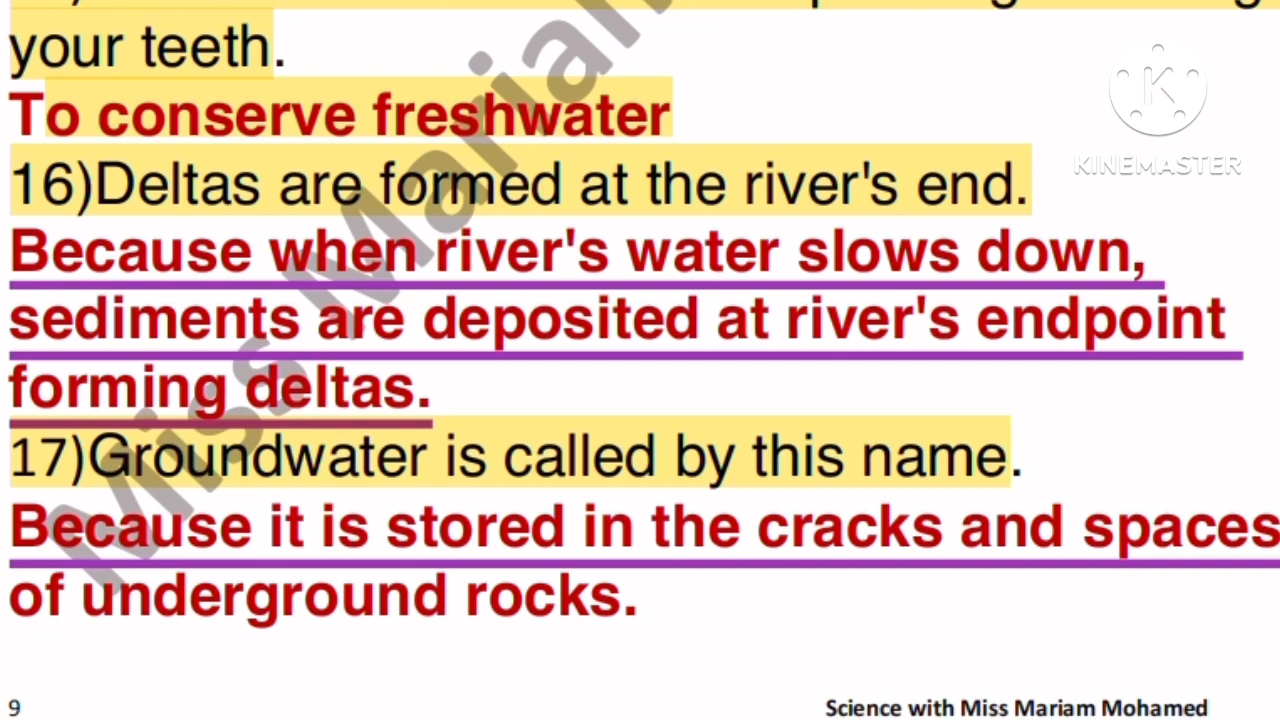 your teeth.
To conserve freshwater
16)Deltas are formed at the river's end.
Because when river's water slows down,
sediments are deposited at river's endpoint
forming deltas.
17)Groundwater is called by this name.
Because it is stored in the cracks and spaces
of underground rocks.
9
Science with Miss Mariam Mohamed
Miss Mariam
K
KINEMASTER